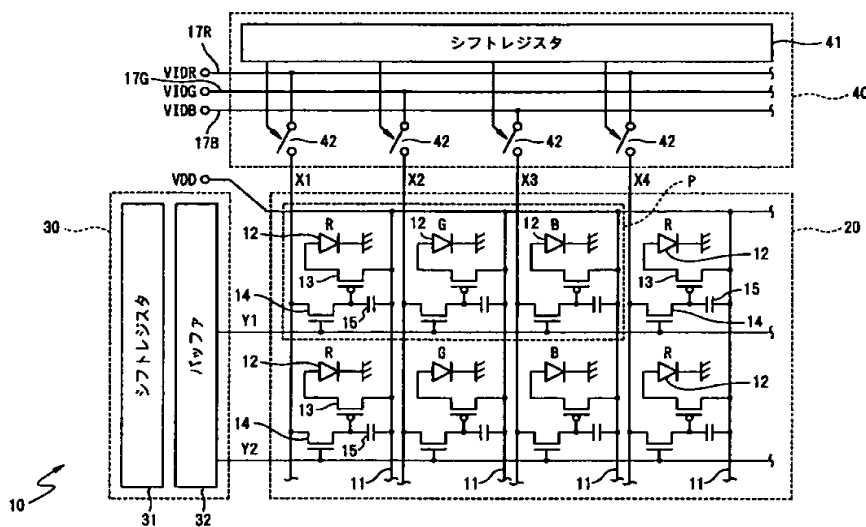 17R
シフトレジスタ
41
VIDR
17G
VIDG
40
VIDB
17B
42 42 42 42
VDD
X1 X2 X3 X4
P
30
20
R G B R
12 12 12 12
13 13
14 15 15
14
Y1
シフトレジスタ
バッファ
R G B R
12 12
13
14 15
Y2
10
31 32
11 11 11 11